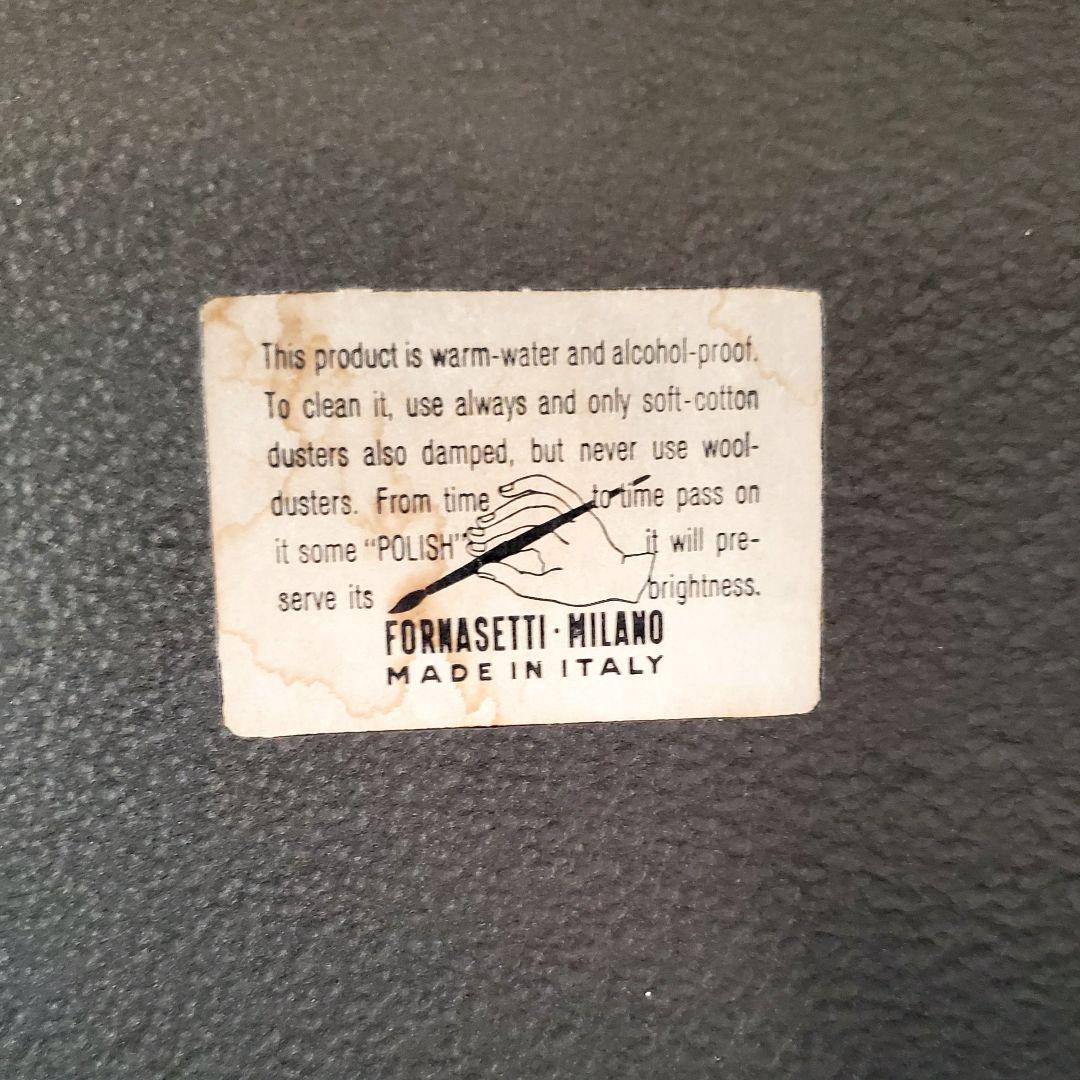 This product is warm-water and alcohol-proof.
To clean it, use always and only soft-cotton
dusters also damped, but never use wool-
dusters. From time to time pass on
it some “POLISH” it will pre-
serve its brightness.
FORNASETTI · MILANO
MADE IN ITALY